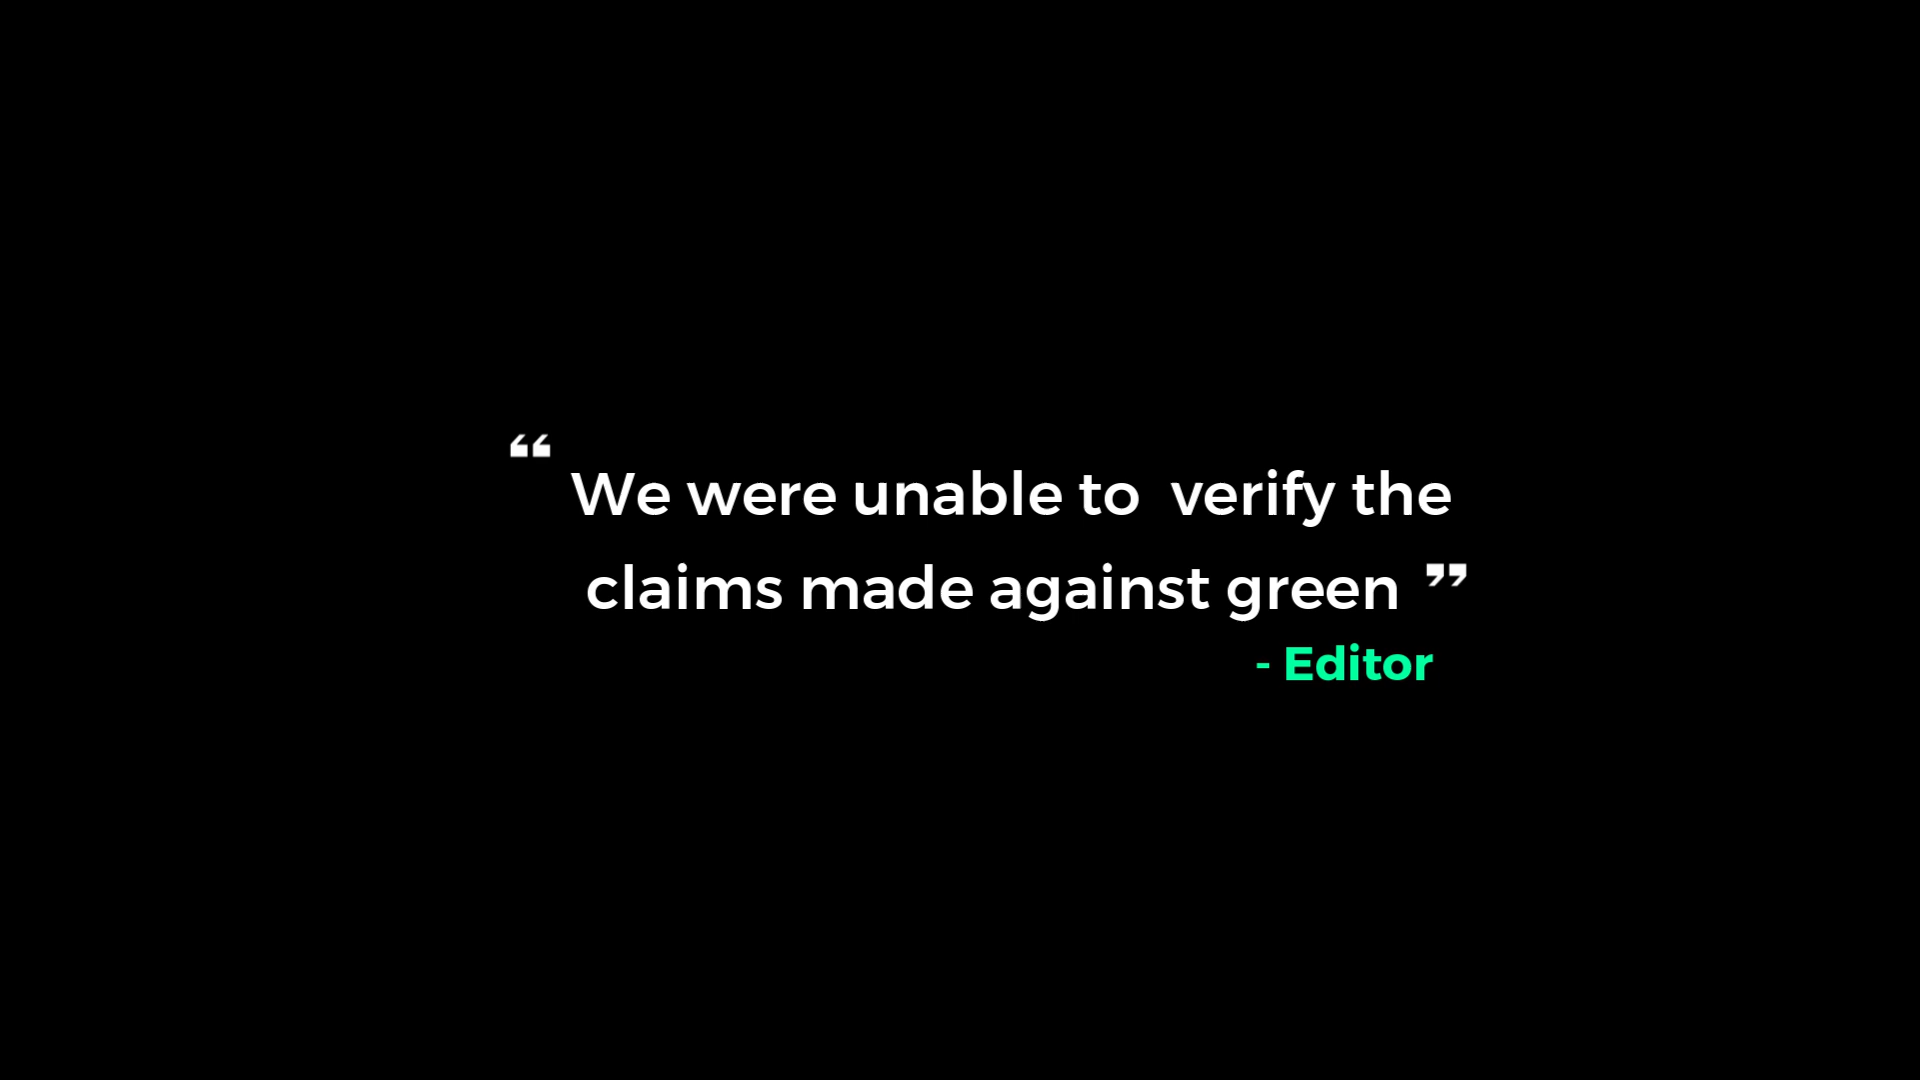 ❝ We were unable to  verify the
claims made against green ❞
- Editor